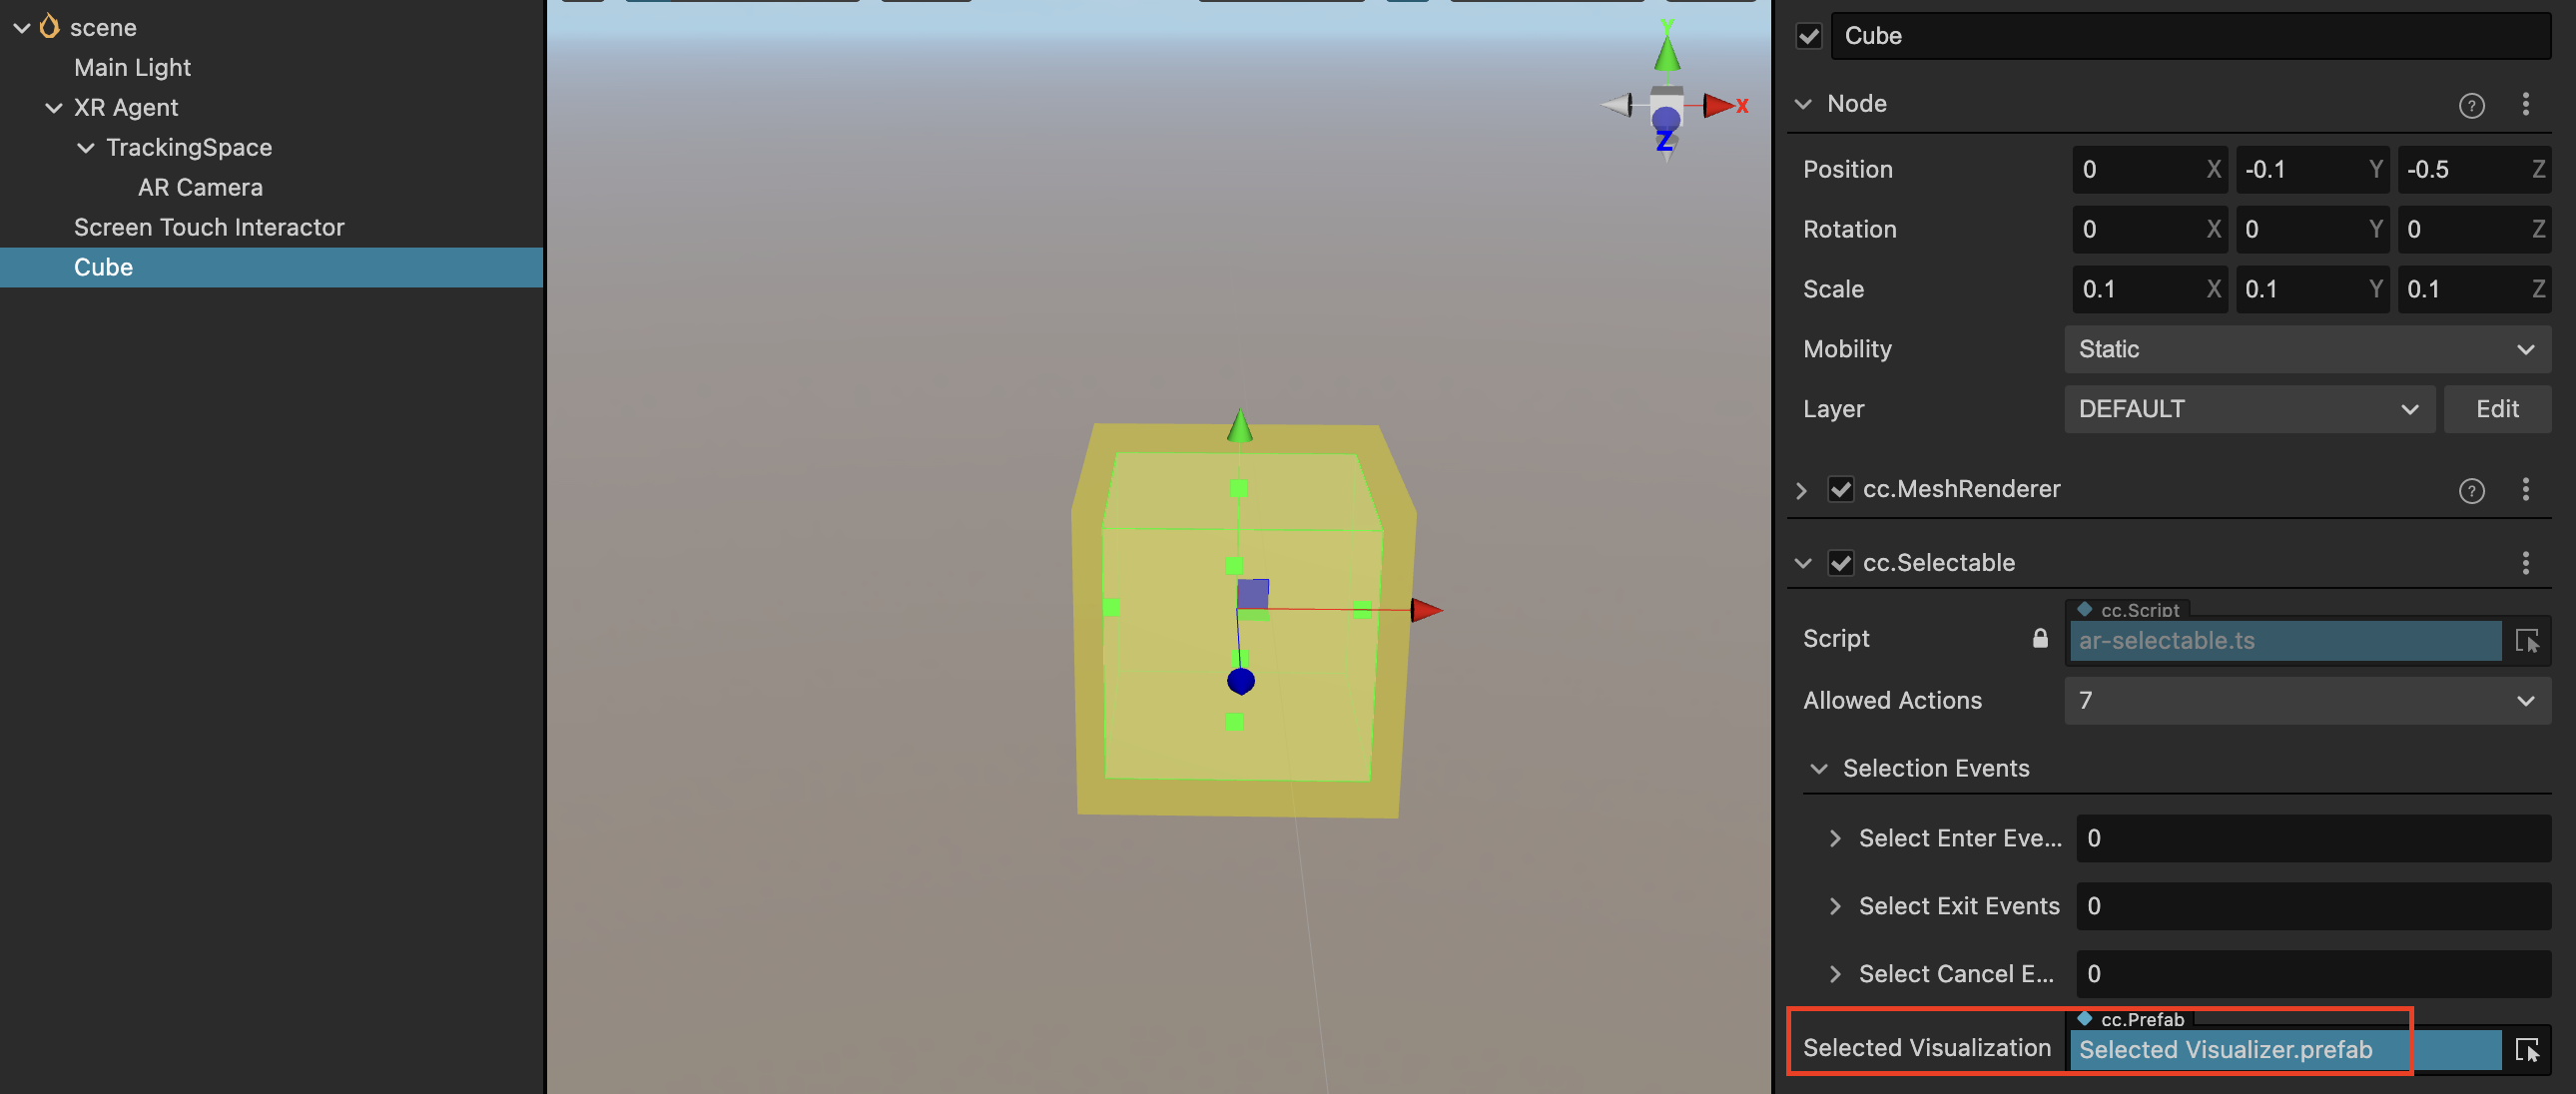 scene
Main Light
XR Agent
TrackingSpace
AR Camera
Screen Touch Interactor
Cube
Y
X
Z
Cube
Node
?
Position 0 X -0.1 Y -0.5 Z
Rotation 0 X 0 Y 0 Z
Scale 0.1 X 0.1 Y 0.1 Z
Mobility Static
Layer DEFAULT Edit
cc.MeshRenderer
?
cc.Selectable
cc.Script
Script ar-selectable.ts
Allowed Actions 7
Selection Events
Select Enter Eve... 0
Select Exit Events 0
Select Cancel E... 0
cc.Prefab
Selected Visualization Selected Visualizer.prefab